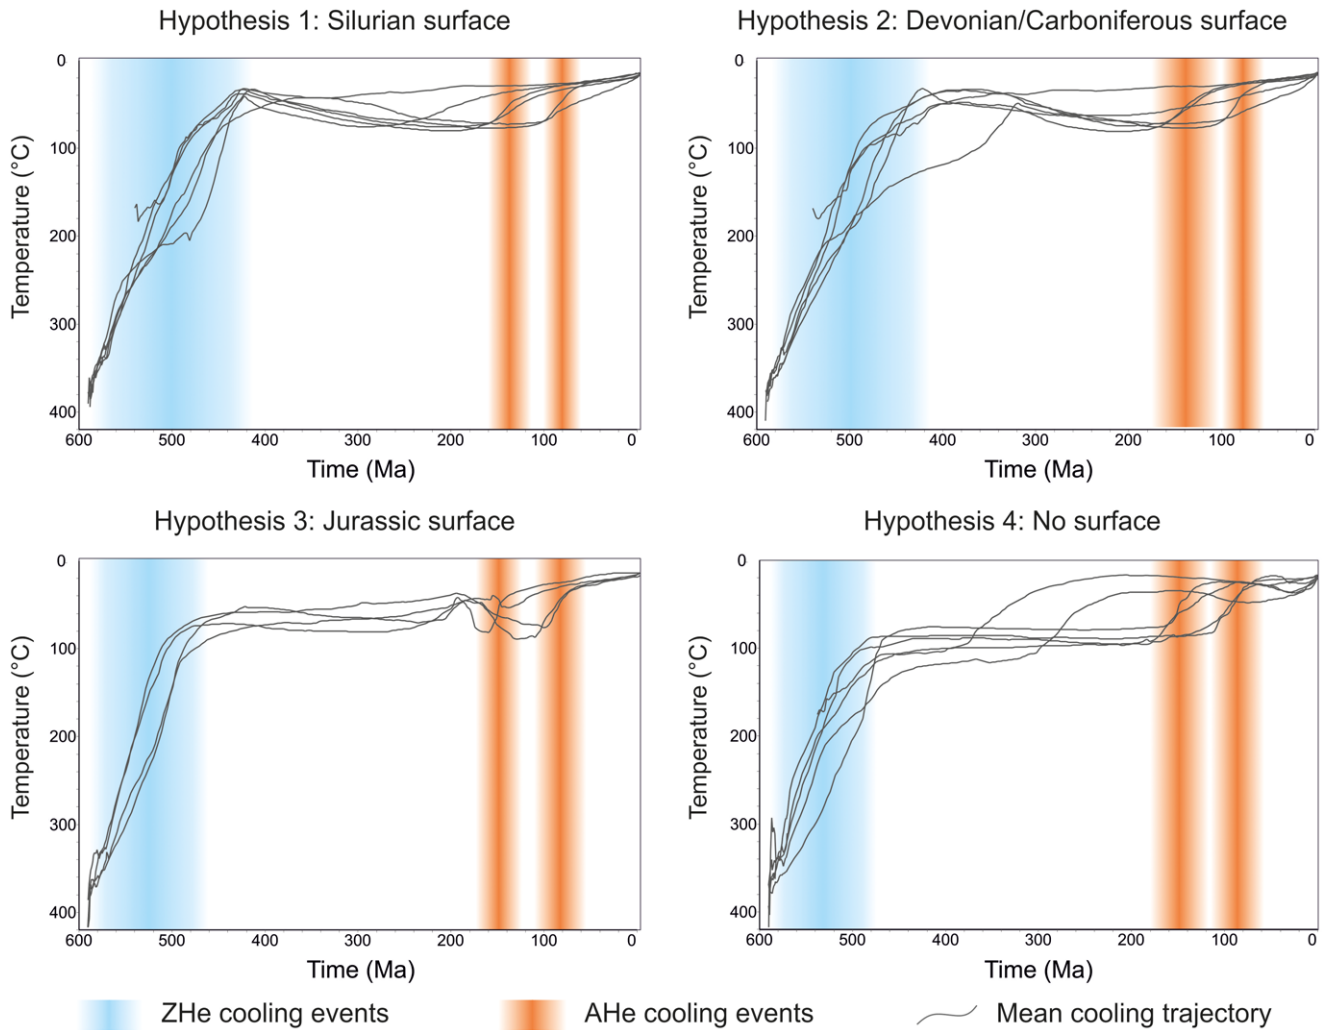 Hypothesis 1: Silurian surface
Hypothesis 2: Devonian/Carboniferous surface
0
100
200
300
400
Temperature (°C)
600 500 400 300 200 100 0
Time (Ma)
0
100
200
300
400
Temperature (°C)
600 500 400 300 200 100 0
Time (Ma)
Hypothesis 3: Jurassic surface
Hypothesis 4: No surface
0
100
200
300
400
Temperature (°C)
600 500 400 300 200 100 0
Time (Ma)
0
100
200
300
400
Temperature (°C)
600 500 400 300 200 100 0
Time (Ma)
ZHe cooling events
AHe cooling events
Mean cooling trajectory